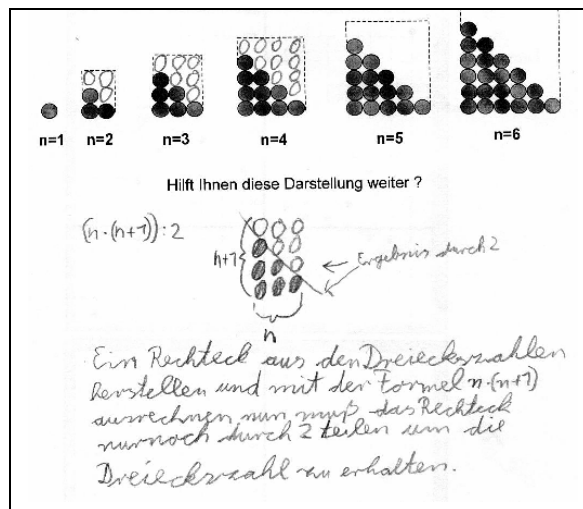 n=1 n=2 n=3 n=4 n=5 n=6
Hilft Ihnen diese Darstellung weiter ?
(n·(n+1)):2
n+1
Ergebnis durch 2
n
Ein Rechteck aus den Dreieckszahlen
herstellen und mit der Formel n·(n+1)
ausrechnen nun muß das Rechteck
nurnoch durch 2 teilen um die
Dreieckszahl zu erhalten.